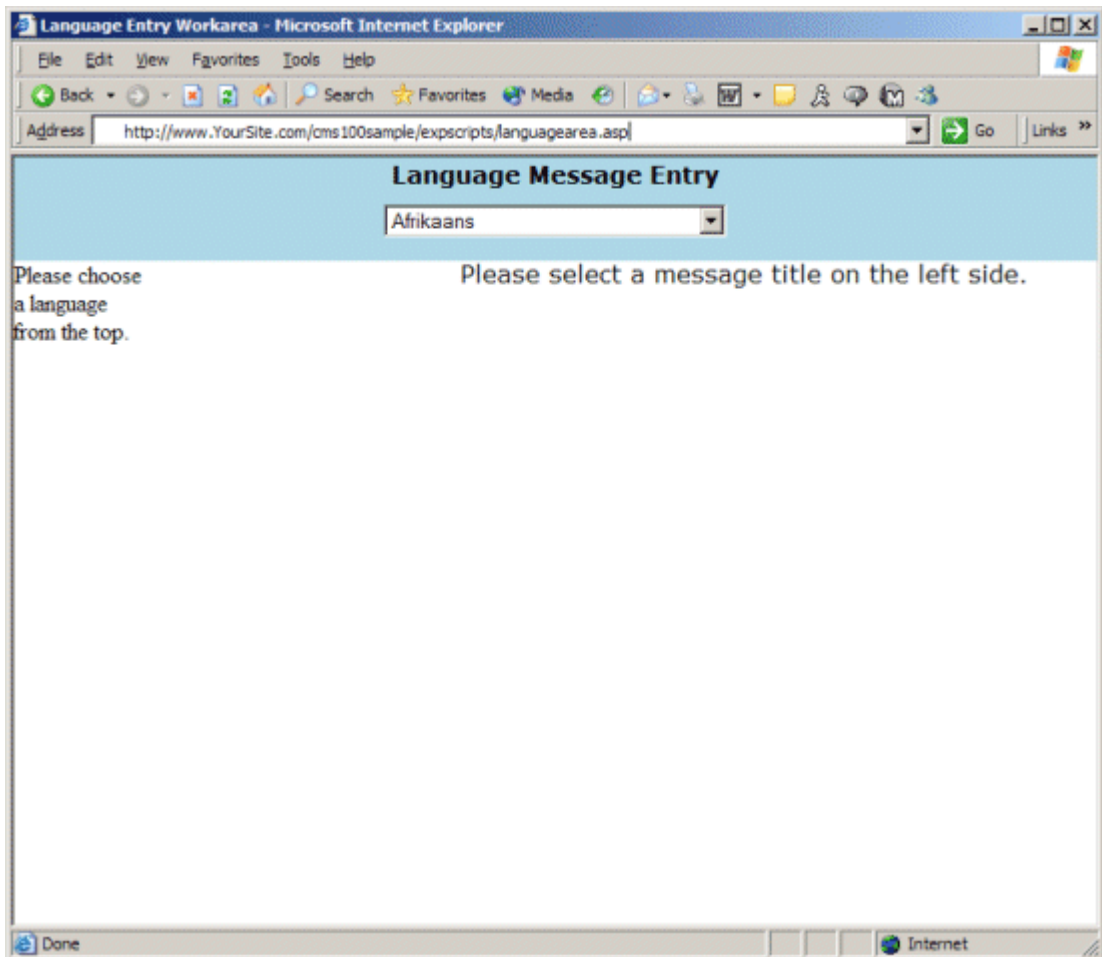 Language Entry Workarea - Microsoft Internet Explorer
File Edit View Favorites Tools Help
Back Search Favorites Media
Address http://www.YourSite.com/cms100sample/expscripts/languagearea.asp Go Links »
Language Message Entry
Afrikaans
Please choose
a language
from the top.
Please select a message title on the left side.
Done Internet